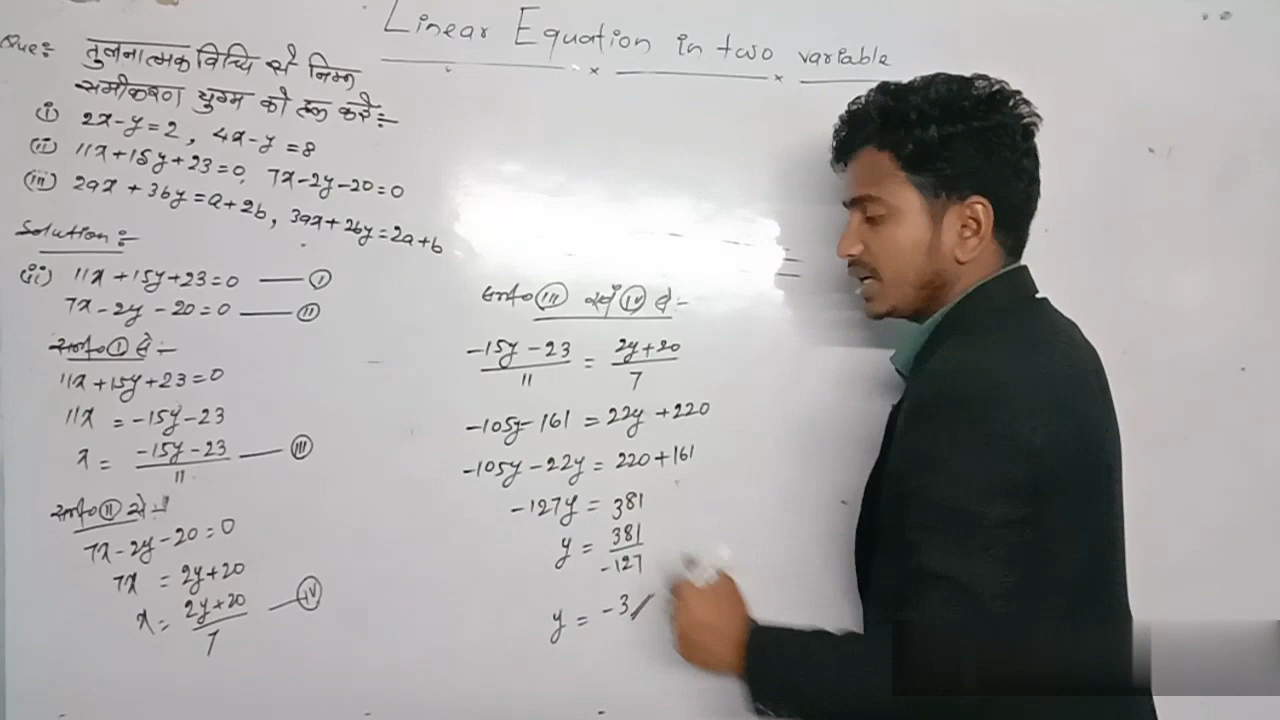 Linear Equation in two variable
Que:
तुलनात्मक विधि से निम्न
समीकरण युग्म को हल करें:-
(i) 2x-y=2, 4x-y=8
(ii) 11x+15y+23=0, 7x-2y-20=0
(iii) 2ax+3by=a+2b, 3ax+2by=2a+b
Solution:-
(ii) 11x+15y+23=0 — (I)
7x-2y-20=0 — (II)
समी० (I) से:-
11x+15y+23=0
11x = -15y-23
x = (-15y-23)/11 — (III)
समी० (II) से:-
7x-2y-20=0
7x = 2y+20
x = (2y+20)/7 — (IV)
समी० (III) एवं (IV) से:-
(-15y-23)/11 = (2y+20)/7
-105y-161 = 22y+220
-105y-22y = 220+161
-127y = 381
y = 381/-127
y = -3